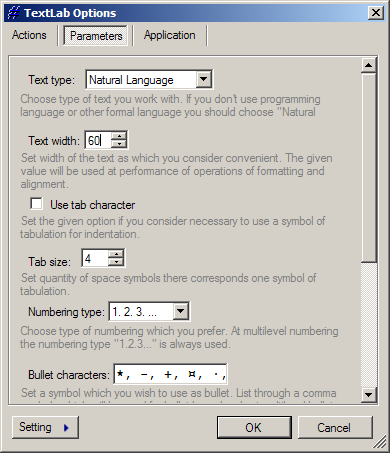 TextLab Options
Actions Parameters Application
Text type: Natural Language
Choose type of text you work with. If you don't use programming
language or other formal language you should choose "Natural
Text width: 60
Set width of the text as which you consider convenient. The given
value will be used at performance of operations of formatting and
alignment.
Use tab character
Set the given option if you consider necessary to use a symbol of
tabulation for indentation.
Tab size: 4
Set quantity of space symbols there corresponds one symbol of
tabulation.
Numbering type: 1. 2. 3. ...
Choose type of numbering which you prefer. At multilevel numbering
the numbering type "1.2.3..." is always used.
Bullet characters: *, -, +, ¤, ·,
Set a symbol which you wish to use as bullet. List through a comma
Setting OK Cancel